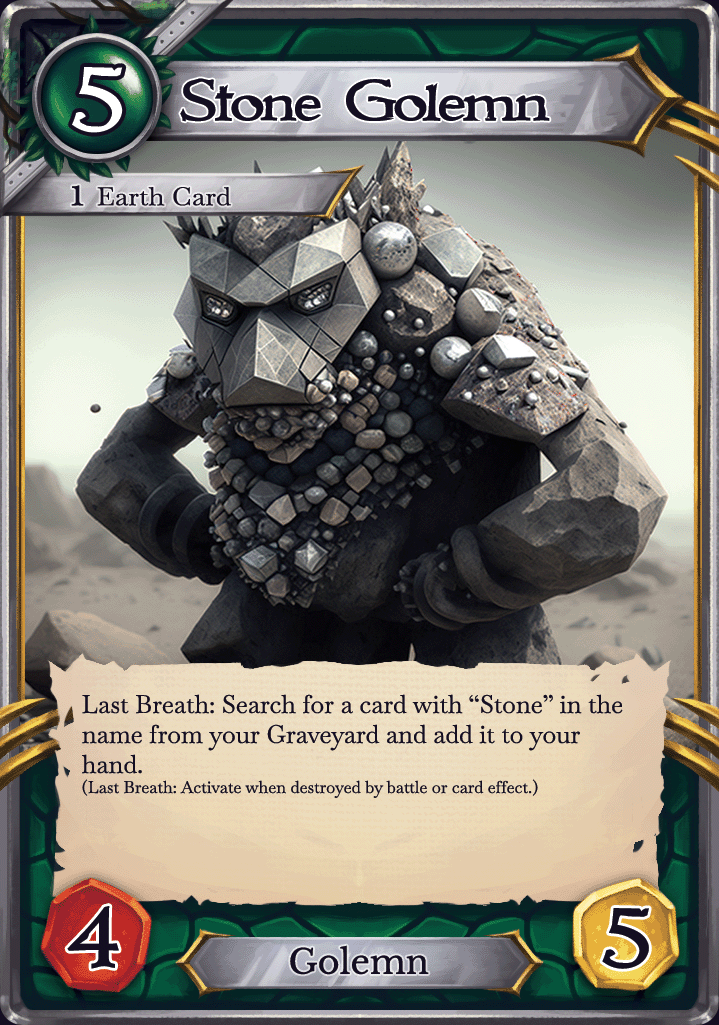 5
Stone Golemn
1 Earth Card
Last Breath: Search for a card with “Stone” in the
name from your Graveyard and add it to your
hand.
(Last Breath: Activate when destroyed by battle or card effect.)
4
Golemn
5